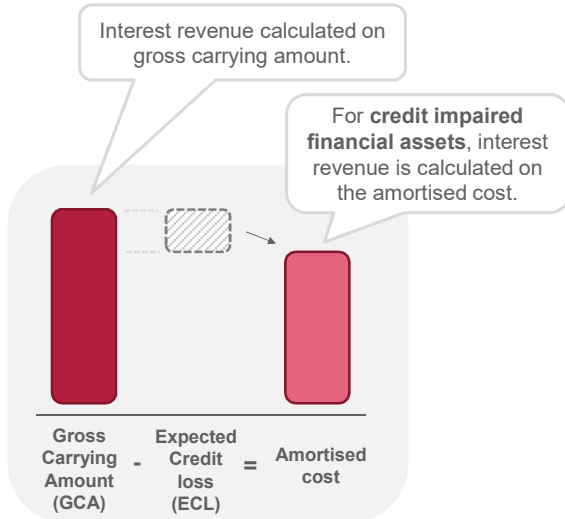 Interest revenue calculated on
gross carrying amount.
For credit impaired
financial assets, interest
revenue is calculated on
the amortised cost.
Gross
Carrying
Amount
(GCA)
-
Expected
Credit
loss
(ECL)
=
Amortised
cost